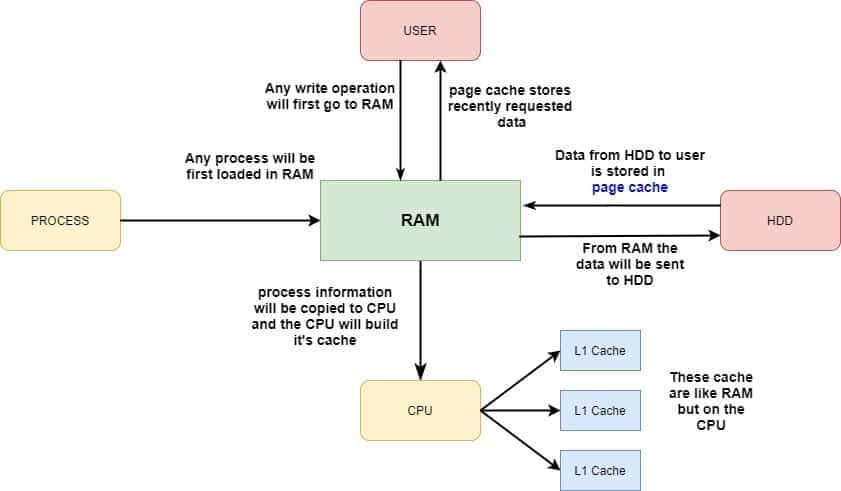 USER
Any write operation
will first go to RAM
page cache stores
recently requested
data
Any process will be
first loaded in RAM
Data from HDD to user
is stored in
page cache
PROCESS
RAM
HDD
From RAM the
data will be sent
to HDD
process information
will be copied to CPU
and the CPU will build
it's cache
L1 Cache
These cache
are like RAM
but on the
CPU
CPU
L1 Cache
L1 Cache